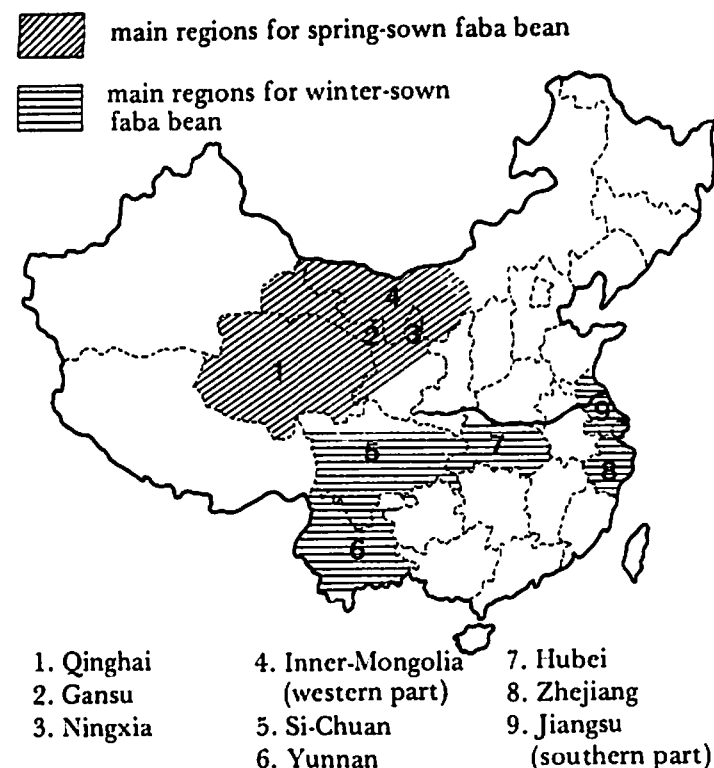 main regions for spring-sown faba bean
main regions for winter-sown
faba bean
4
2
3
1
9
5
7
8
6
1. Qinghai
2. Gansu
3. Ningxia
4. Inner-Mongolia
(western part)
5. Si-Chuan
6. Yunnan
7. Hubei
8. Zhejiang
9. Jiangsu
(southern part)